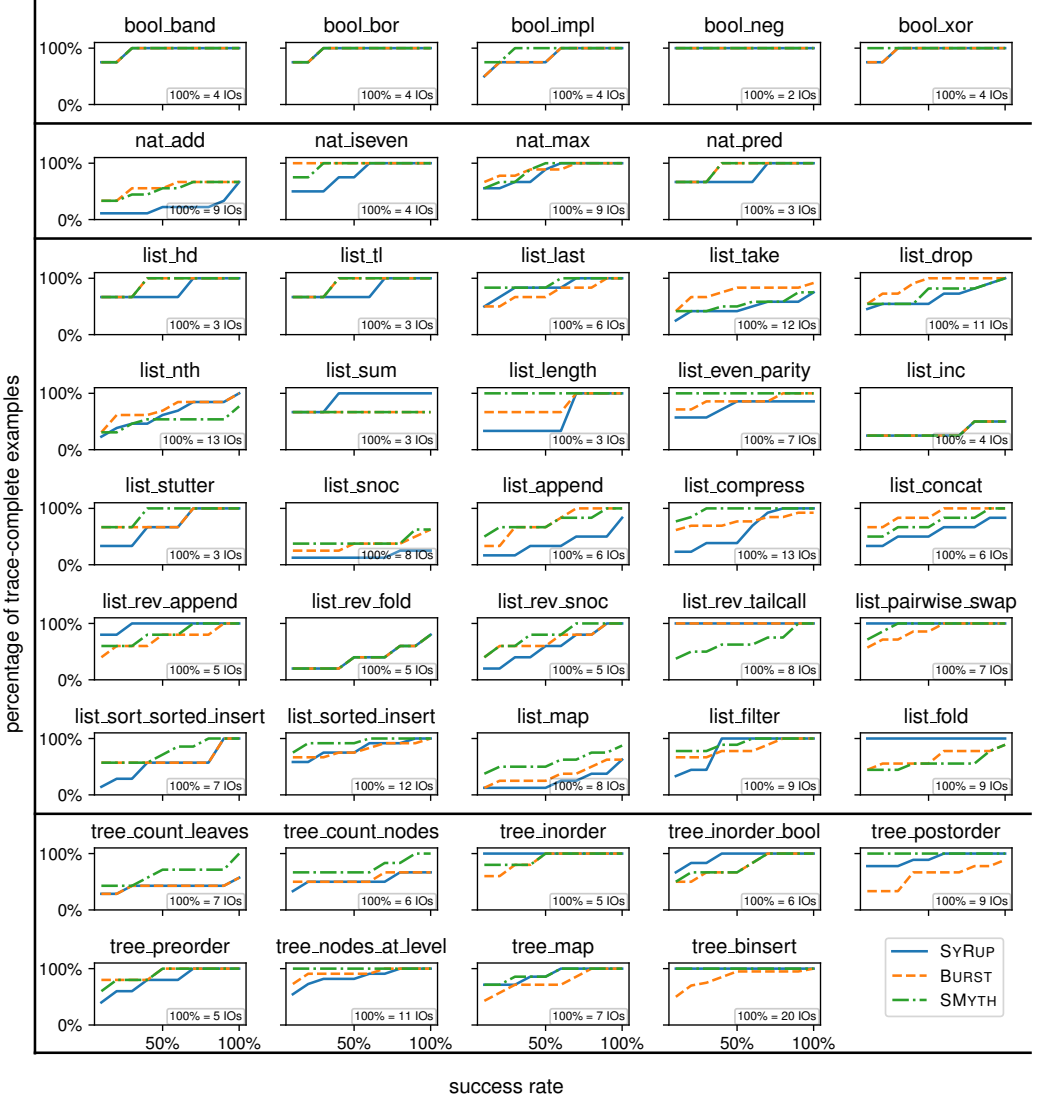 bool_band bool_bor bool_impl bool_neg bool_xor
100%
0%
100% = 4 IOs 100% = 4 IOs 100% = 4 IOs 100% = 2 IOs 100% = 4 IOs
nat_add nat_iseven nat_max nat_pred
100%
0%
100% = 9 IOs 100% = 4 IOs 100% = 9 IOs 100% = 3 IOs
list_hd list_tl list_last list_take list_drop
100%
0%
100% = 3 IOs 100% = 3 IOs 100% = 6 IOs 100% = 12 IOs 100% = 11 IOs
list_nth list_sum list_length list_even_parity list_inc
100%
0%
100% = 13 IOs 100% = 3 IOs 100% = 3 IOs 100% = 7 IOs 100% = 4 IOs
list_stutter list_snoc list_append list_compress list_concat
100%
0%
100% = 3 IOs 100% = 8 IOs 100% = 6 IOs 100% = 13 IOs 100% = 6 IOs
list_rev_append list_rev_fold list_rev_snoc list_rev_tailcall list_pairwise_swap
100%
0%
100% = 5 IOs 100% = 5 IOs 100% = 5 IOs 100% = 8 IOs 100% = 7 IOs
list_sort_sorted_insert list_sorted_insert list_map list_filter list_fold
100%
0%
100% = 7 IOs 100% = 12 IOs 100% = 8 IOs 100% = 9 IOs 100% = 9 IOs
tree_count_leaves tree_count_nodes tree_inorder tree_inorder_bool tree_postorder
100%
0%
100% = 7 IOs 100% = 6 IOs 100% = 5 IOs 100% = 6 IOs 100% = 9 IOs
tree_preorder tree_nodes_at_level tree_map tree_binsert
100%
0%
100% = 5 IOs 100% = 11 IOs 100% = 7 IOs 100% = 20 IOs
50% 100% 50% 100% 50% 100% 50% 100%
SYRUP
BURST
SMYTH
success rate
percentage of trace-complete examples